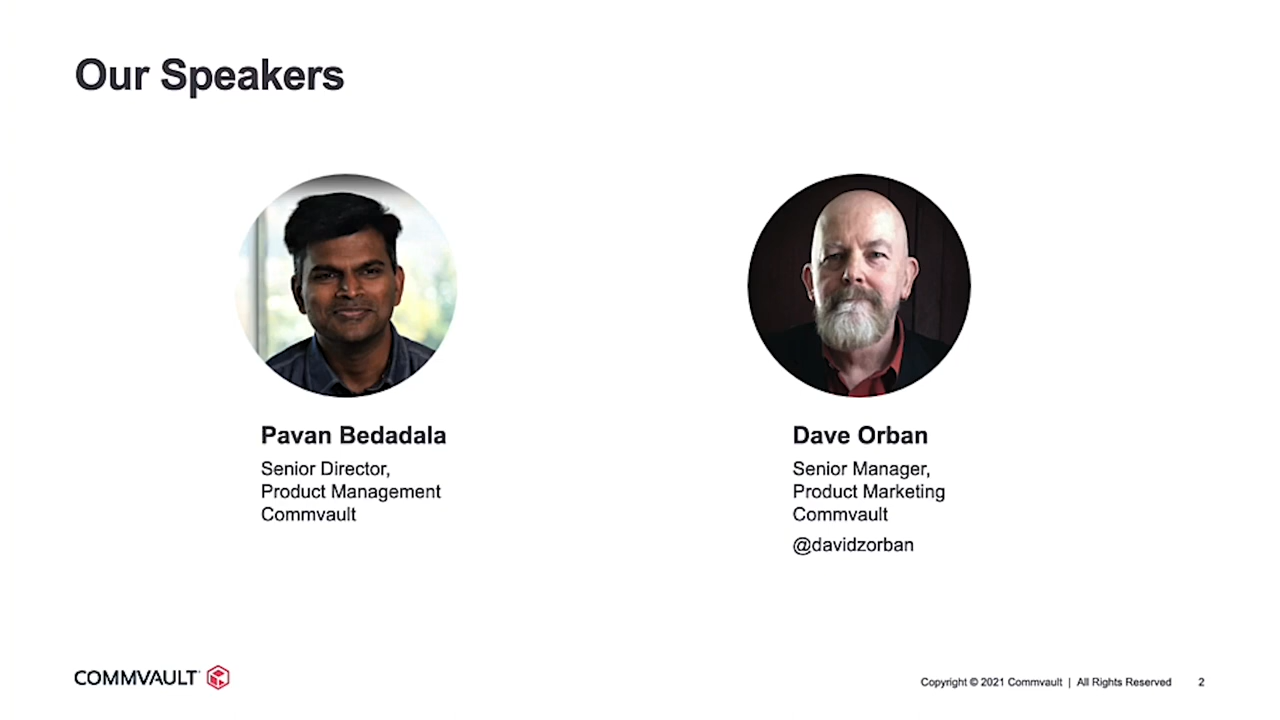 Our Speakers
Pavan Bedadala
Senior Director,
Product Management
Commvault
Dave Orban
Senior Manager,
Product Marketing
Commvault
@davidzorban
COMMVAULT
Copyright © 2021 Commvault | All Rights Reserved 2